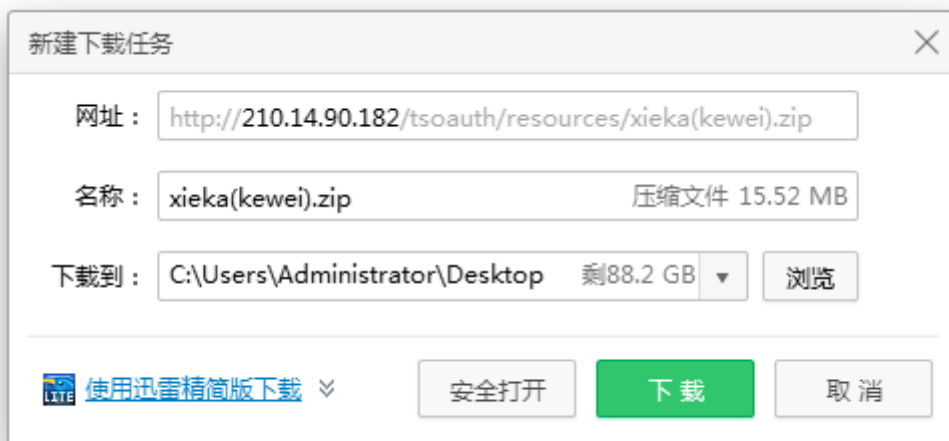 新建下载任务
网址： http://210.14.90.182/tsoauth/resources/xieka(kewei).zip
名称： xieka(kewei).zip 压缩文件 15.52 MB
下载到： C:\Users\Administrator\Desktop 剩88.2 GB 浏览
LITE 使用迅雷精简版下载 安全打开 下载 取消